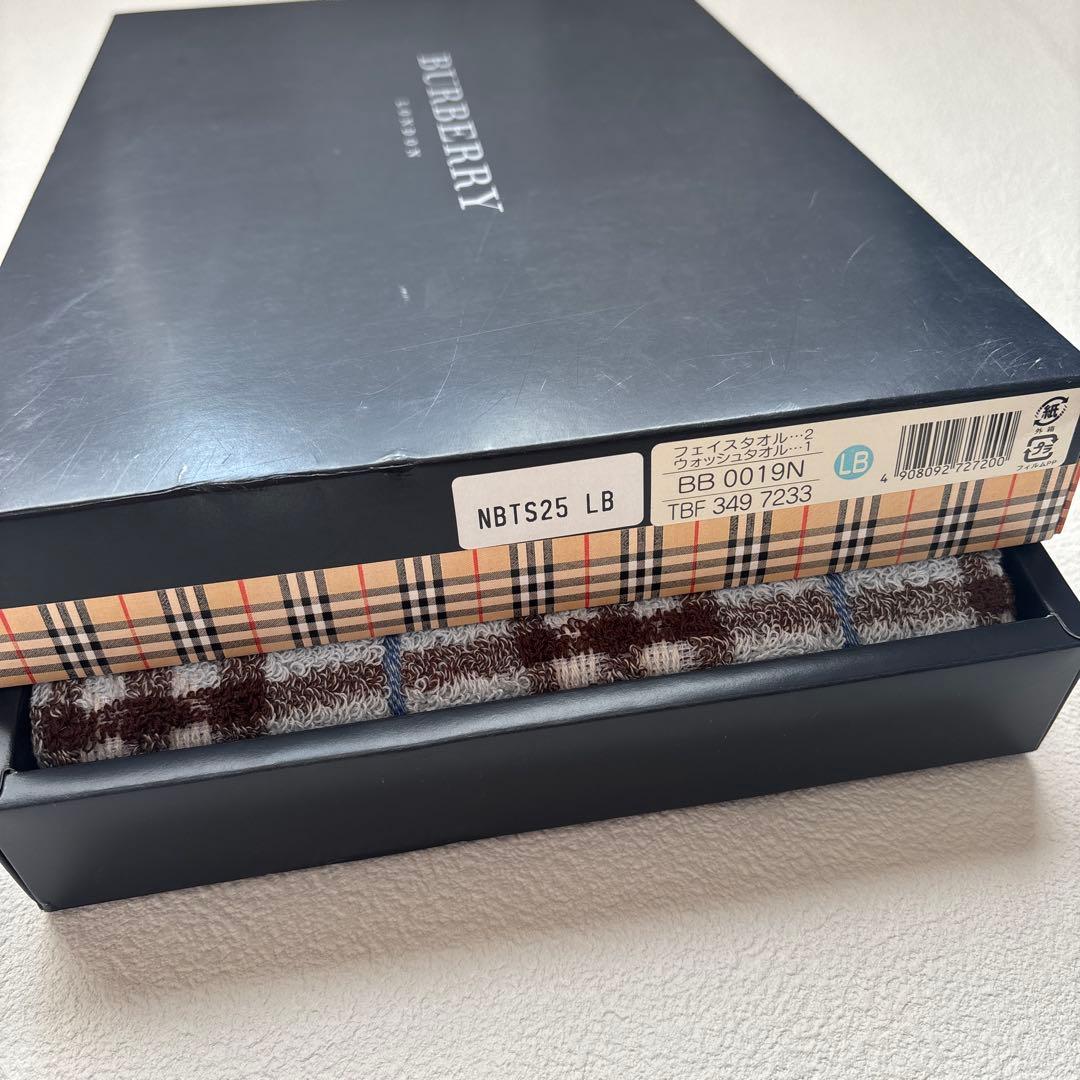 BURBERRY
LONDON
NBTS25 LB
フェイスタオル…2
ウォッシュタオル…1
BB 0019N
TBF 349 7233
LB
4 908092 727200
紙
外箱
プラ
フィルムPP